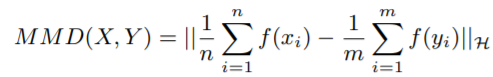 MMD(X, Y) = ||\frac{1}{n} \sum_{i=1}^{n} f(x_i) - \frac{1}{m} \sum_{i=1}^{m} f(y_i)||_{\mathcal{H}}